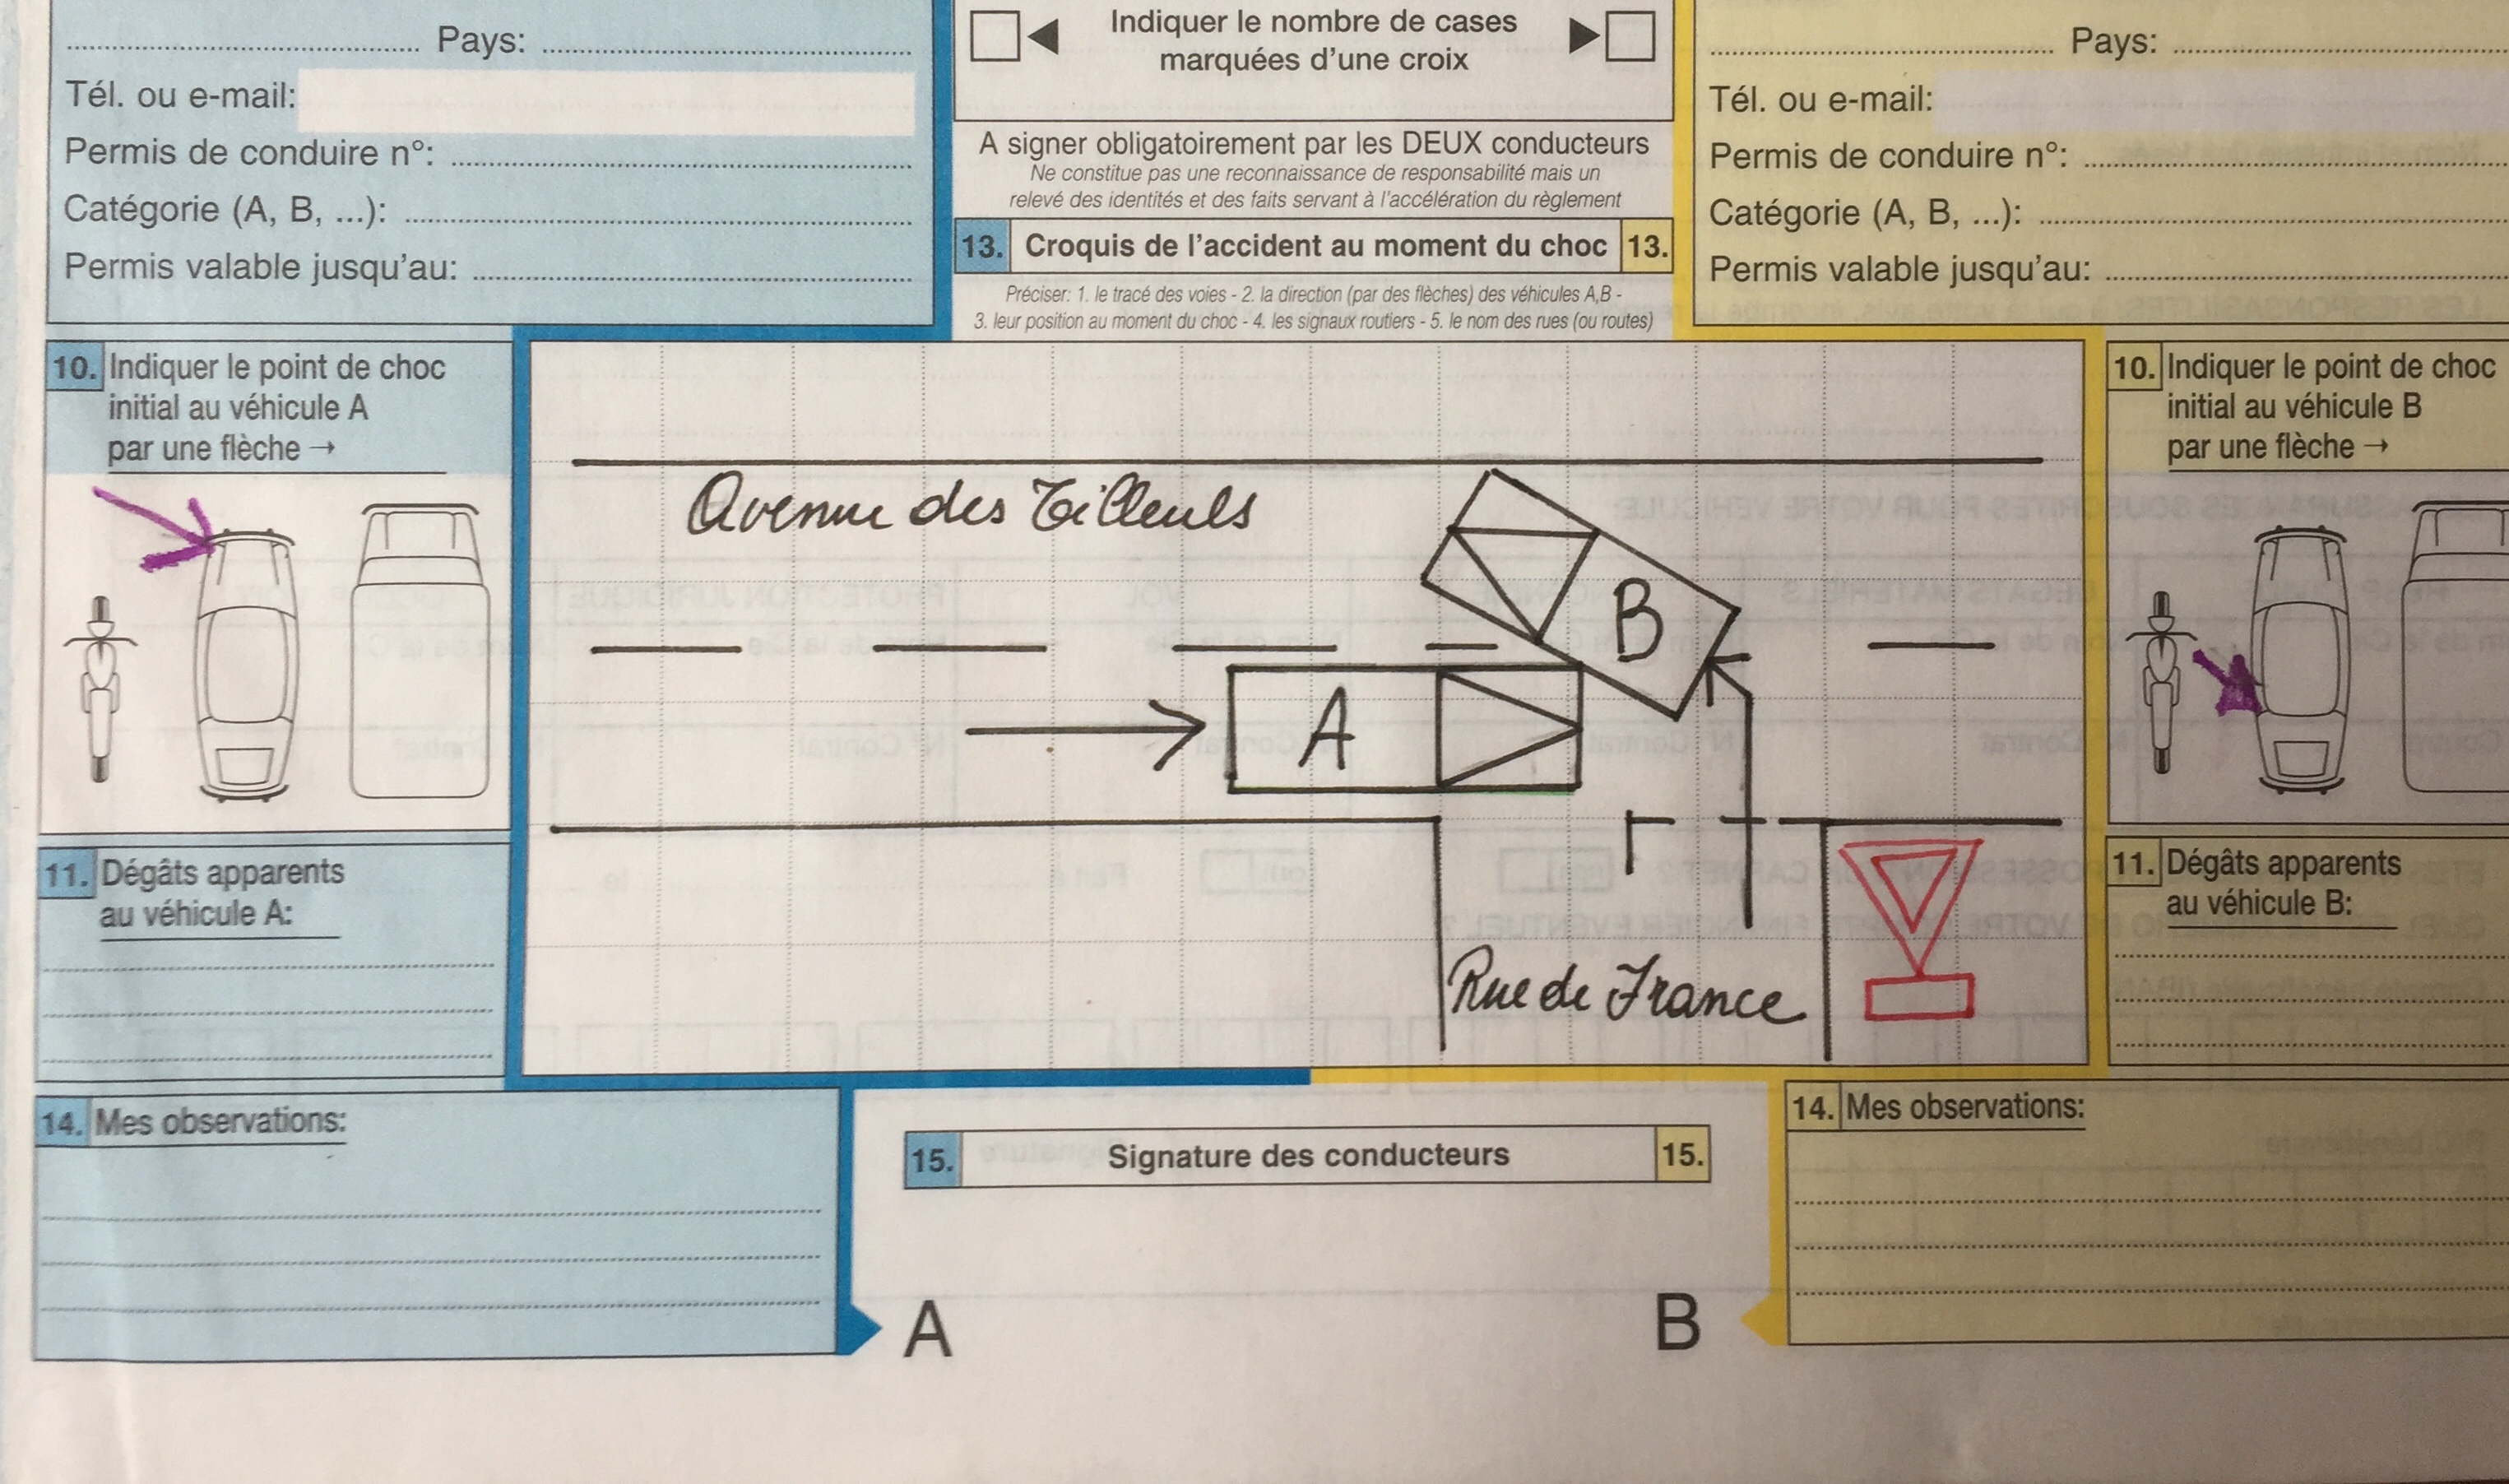 Pays:
Tél. ou e-mail:
Permis de conduire n°:
Catégorie (A, B, ...):
Permis valable jusqu'au:
Indiquer le nombre de cases
marquées d'une croix
A signer obligatoirement par les DEUX conducteurs
Ne constitue pas une reconnaissance de responsabilité mais un
relevé des identités et des faits servant à l'accélération du règlement
13. Croquis de l'accident au moment du choc 13.
Préciser: 1. le tracé des voies - 2. la direction (par des flèches) des véhicules A,B -
3. leur position au moment du choc - 4. les signaux routiers - 5. le nom des rues (ou routes)
Pays:
Tél. ou e-mail:
Permis de conduire n°:
Catégorie (A, B, ...):
Permis valable jusqu'au:
10. Indiquer le point de choc
initial au véhicule A
par une flèche →
Avenue des Tilleuls
B
A
Rue de France
10. Indiquer le point de choc
initial au véhicule B
par une flèche →
11. Dégâts apparents
au véhicule A:
11. Dégâts apparents
au véhicule B:
14. Mes observations:
15. Signature des conducteurs 15.
14. Mes observations:
A
B